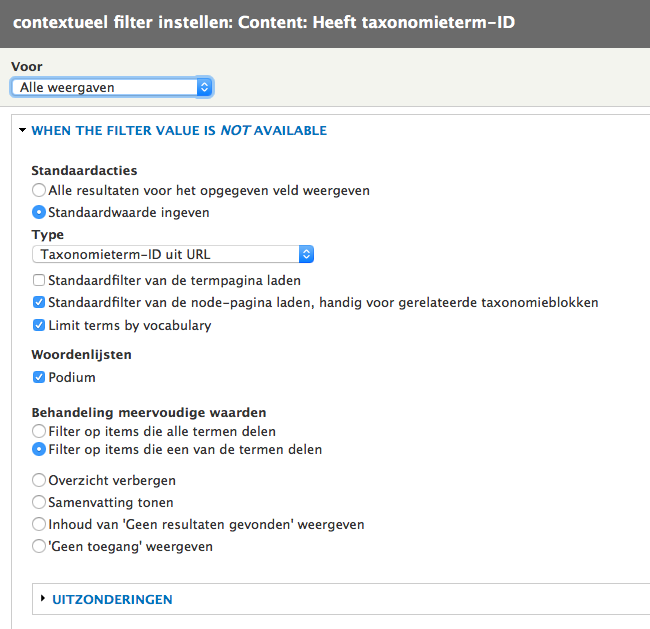 contextueel filter instellen: Content: Heeft taxonomieterm-ID
Voor
Alle weergaven
WHEN THE FILTER VALUE IS NOT AVAILABLE
Standaardacties
Alle resultaten voor het opgegeven veld weergeven
Standaardwaarde ingeven
Type
Taxonomieterm-ID uit URL
Standaardfilter van de termpagina laden
Standaardfilter van de node-pagina laden, handig voor gerelateerde taxonomieblokken
Limit terms by vocabulary
Woordenlijsten
Podium
Behandeling meervoudige waarden
Filter op items die alle termen delen
Filter op items die een van de termen delen
Overzicht verbergen
Samenvatting tonen
Inhoud van 'Geen resultaten gevonden' weergeven
'Geen toegang' weergeven
UITZONDERINGEN